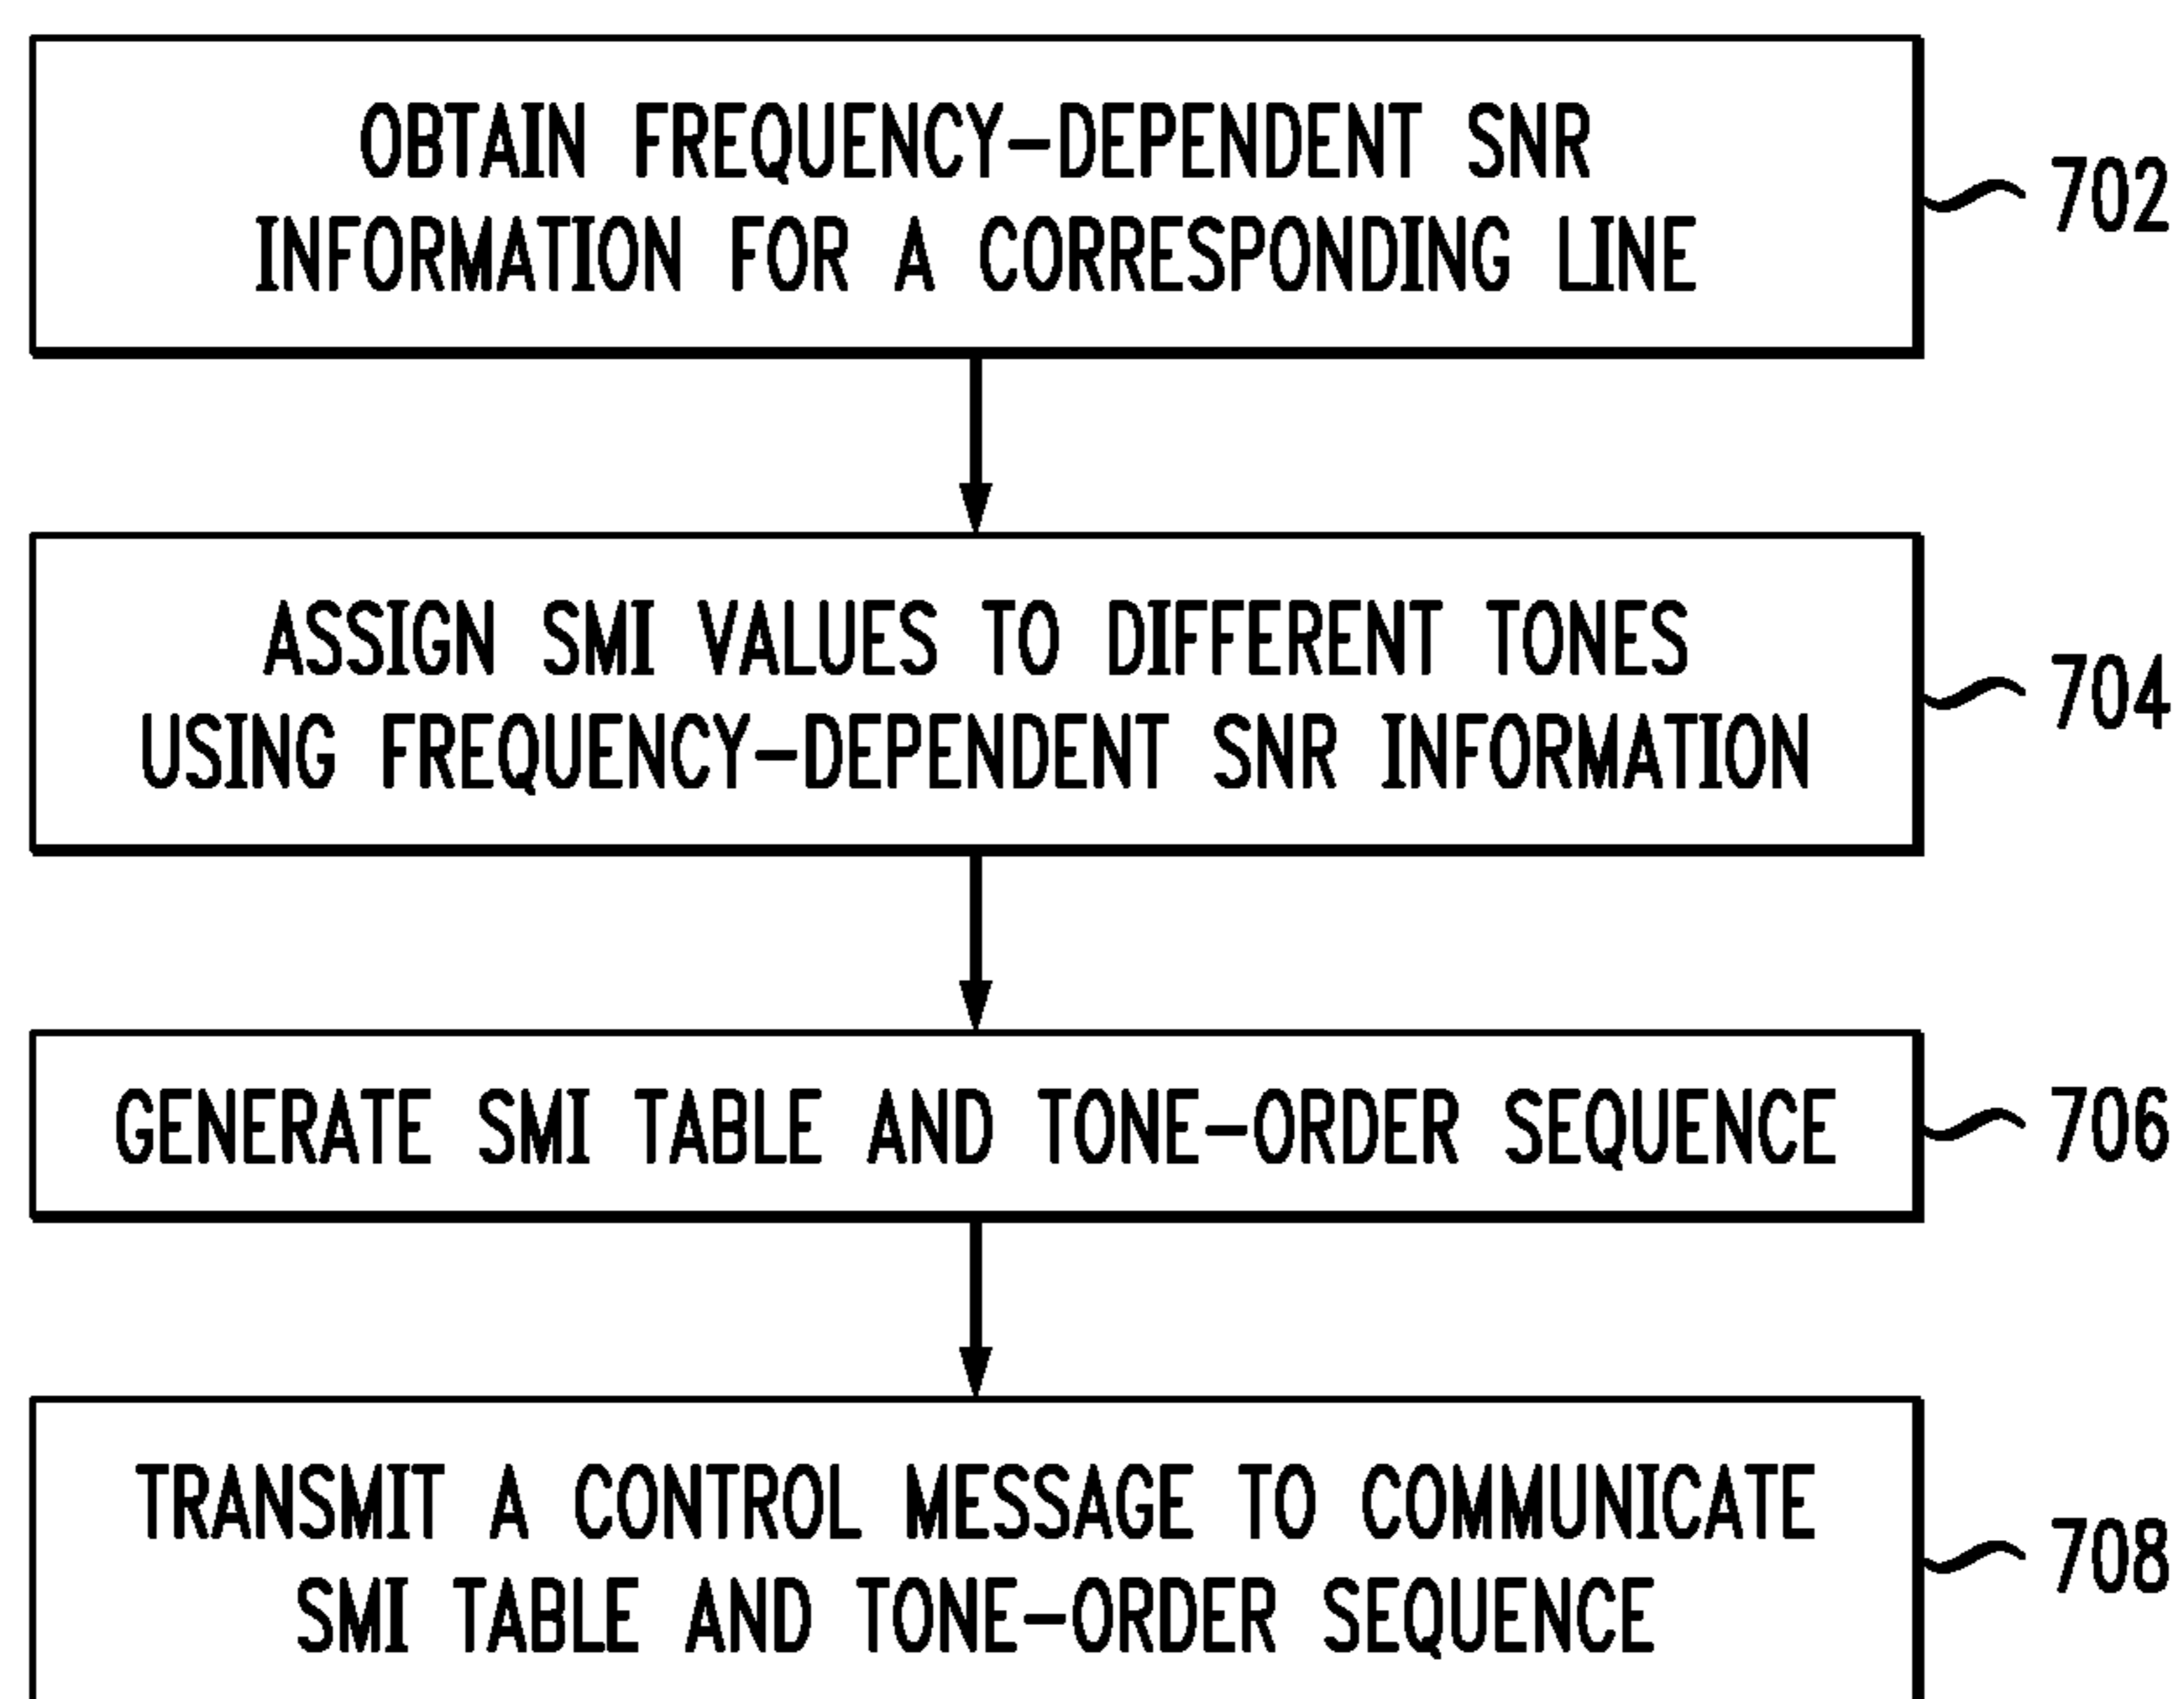 OBTAIN FREQUENCY-DEPENDENT SNR
INFORMATION FOR A CORRESPONDING LINE
702
ASSIGN SMI VALUES TO DIFFERENT TONES
USING FREQUENCY-DEPENDENT SNR INFORMATION
704
GENERATE SMI TABLE AND TONE-ORDER SEQUENCE
706
TRANSMIT A CONTROL MESSAGE TO COMMUNICATE
SMI TABLE AND TONE-ORDER SEQUENCE
708